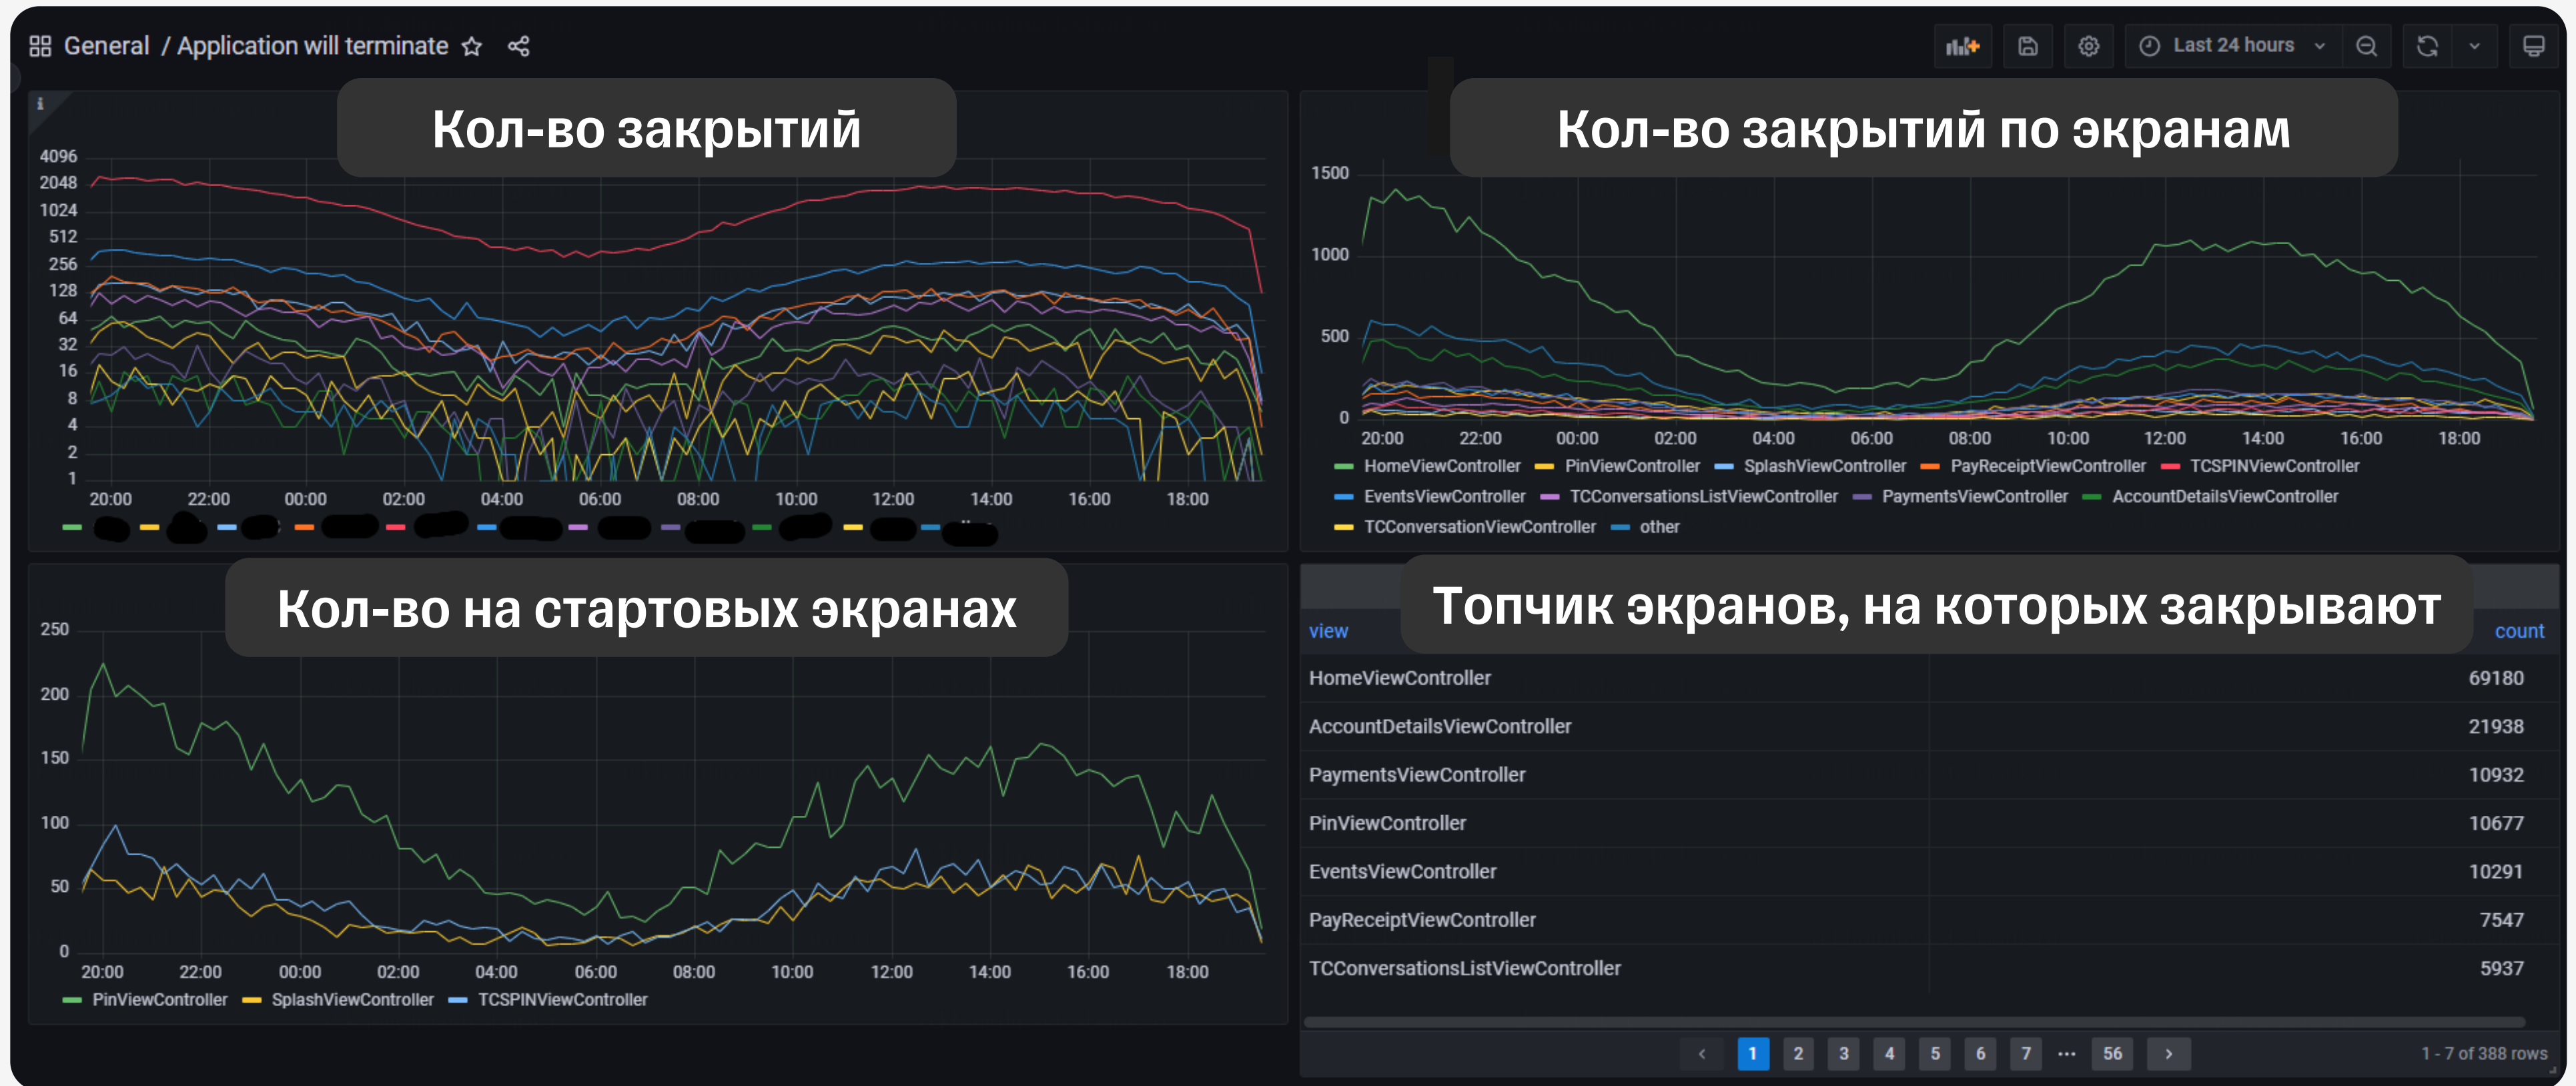 General / Application will terminate
Last 24 hours
Кол-во закрытий
4096
2048
1024
512
256
128
64
32
16
8
4
2
1
20:00 22:00 00:00 02:00 04:00 06:00 08:00 10:00 12:00 14:00 16:00 18:00
Кол-во закрытий по экранам
1500
1000
500
0
20:00 22:00 00:00 02:00 04:00 06:00 08:00 10:00 12:00 14:00 16:00 18:00
HomeViewController PinViewController SplashViewController PayReceiptViewController TCSPINViewController
EventsViewController TCConversationsListViewController PaymentsViewController AccountDetailsViewController
TCConversationViewController other
Кол-во на стартовых экранах
250
200
150
100
50
0
20:00 22:00 00:00 02:00 04:00 06:00 08:00 10:00 12:00 14:00 16:00 18:00
PinViewController SplashViewController TCSPINViewController
Топчик экранов, на которых закрывают
view count
HomeViewController 69180
AccountDetailsViewController 21938
PaymentsViewController 10932
PinViewController 10677
EventsViewController 10291
PayReceiptViewController 7547
TCConversationsListViewController 5937
‹ 1 2 3 4 5 6 7 ••• 56 › 1 - 7 of 388 rows